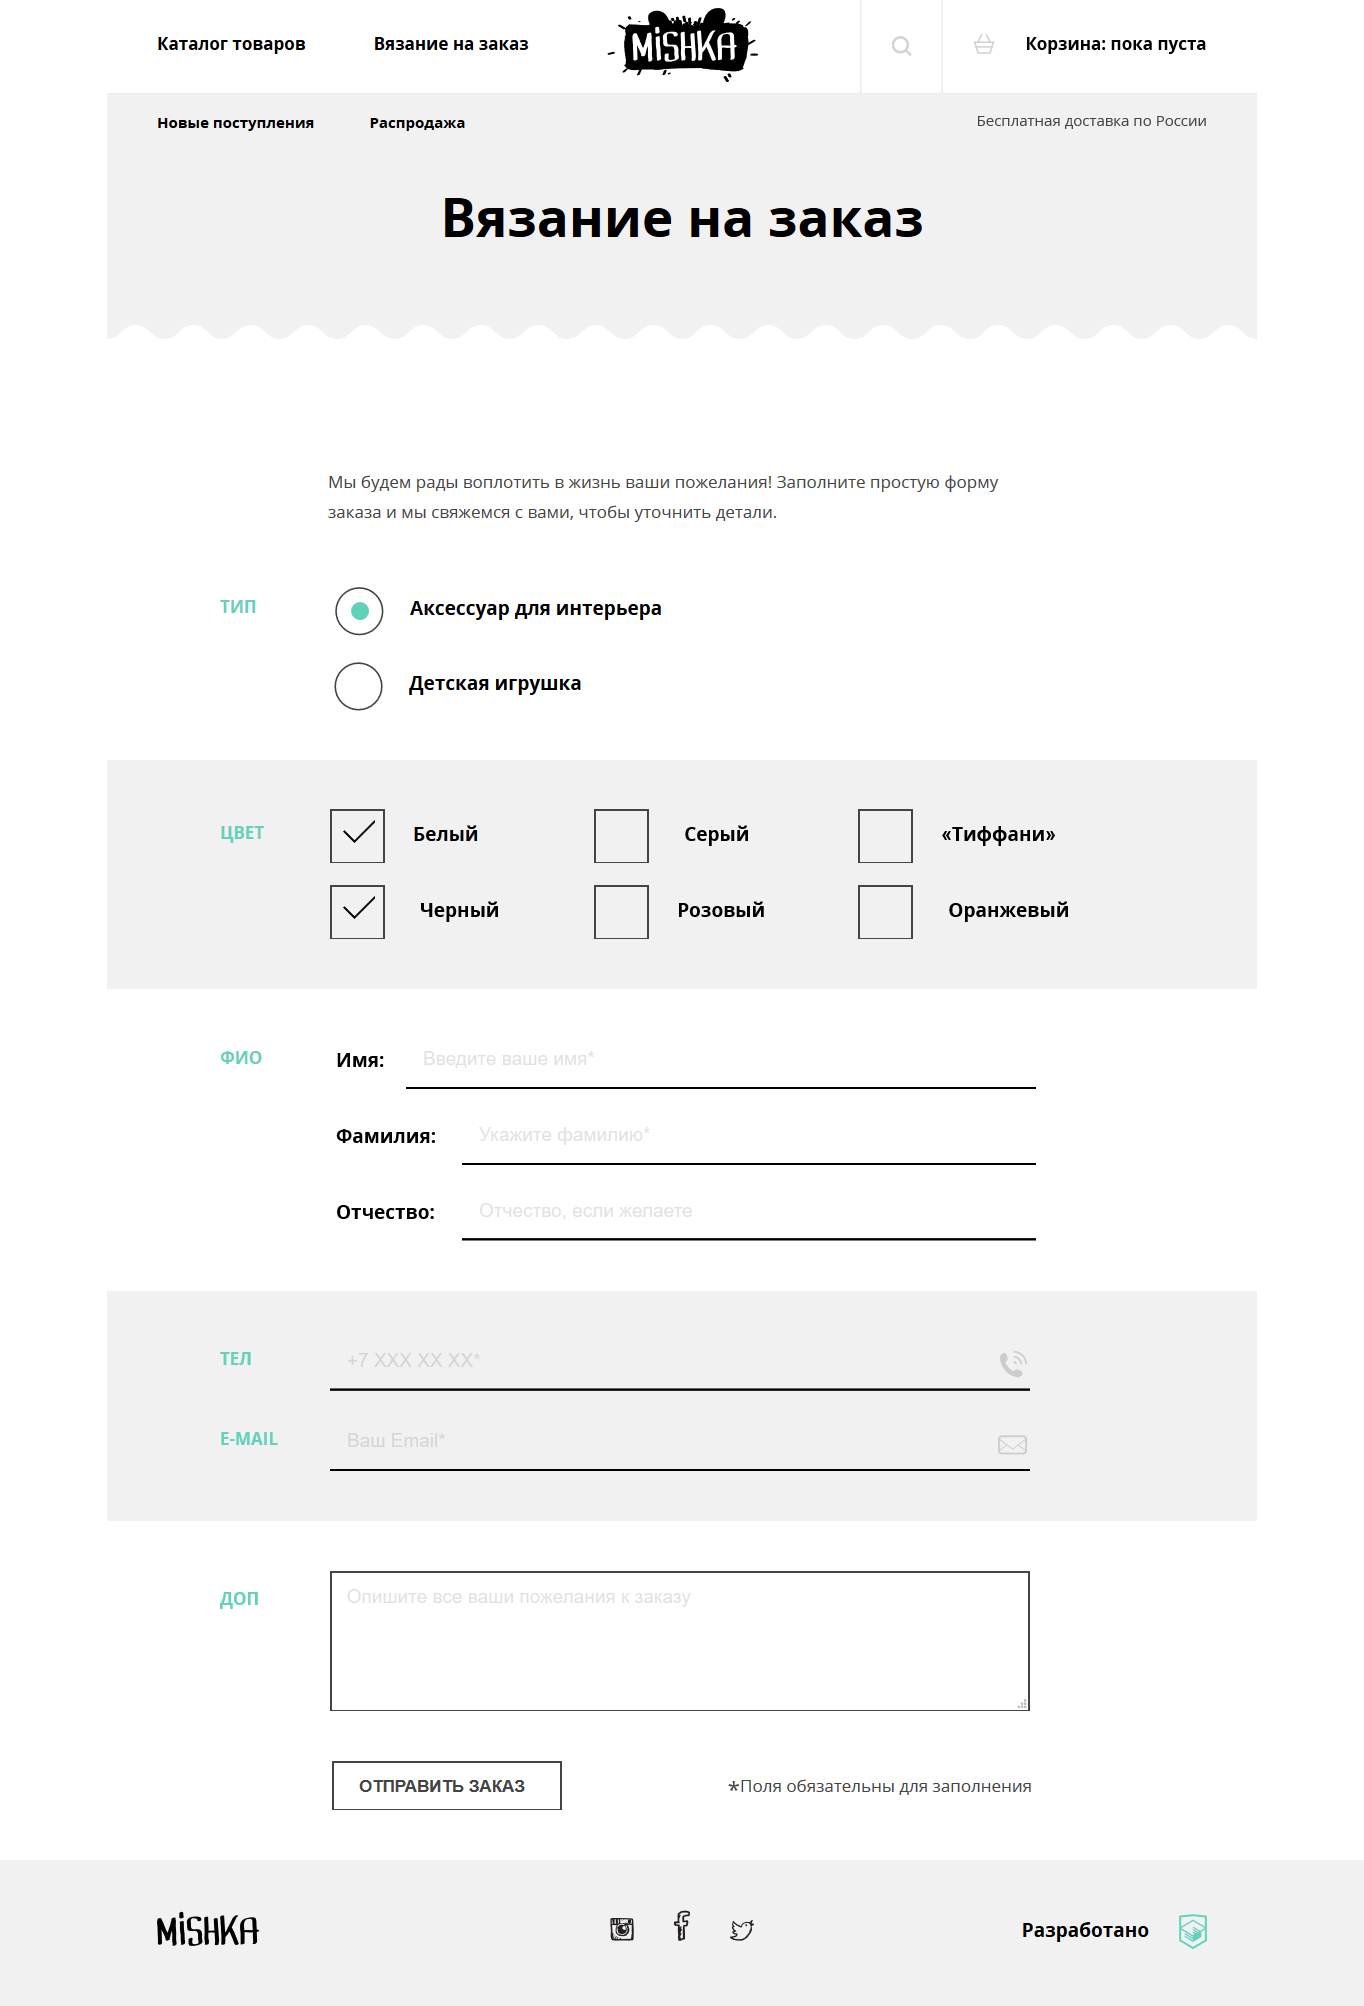 Каталог товаров
Вязание на заказ
MiSHKA
Корзина: пока пуста
Новые поступления
Распродажа
Бесплатная доставка по России
Вязание на заказ
Мы будем рады воплотить в жизнь ваши пожелания! Заполните простую форму
заказа и мы свяжемся с вами, чтобы уточнить детали.
ТИП
Аксессуар для интерьера
Детская игрушка
ЦВЕТ
Белый
Серый
«Тиффани»
Черный
Розовый
Оранжевый
ФИО
Имя:
Введите ваше имя*
Фамилия:
Укажите фамилию*
Отчество:
Отчество, если желаете
ТЕЛ
+7 XXX XX XX*
E-MAIL
Ваш Email*
ДОП
Опишите все ваши пожелания к заказу
ОТПРАВИТЬ ЗАКАЗ
*Поля обязательны для заполнения
MiSHKA
Разработано